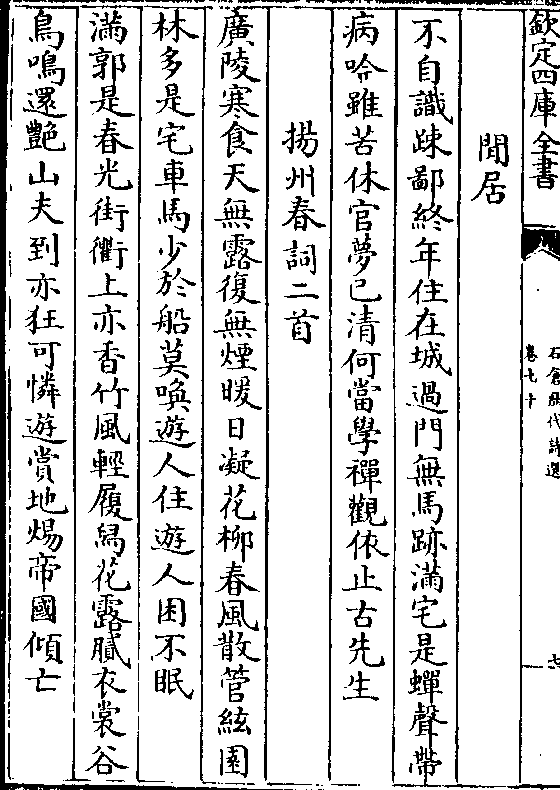 欽定四庫全書
石倉歴代詩選
卷七十
七
閒居
不自識踈鄙終年住在城過門無馬跡滿宅是蟬聲帶
病吟雖苦休官夢已清何當學禪觀依止古先生
揚州春詞二首
廣陵寒食天無露復無煙暖日凝花柳春風散管絃園
林多是宅車馬少於船莫喚遊人住遊人困不眠
滿郭是春光街衢上亦香竹風輕履舄花露膩衣裳谷
鳥鳴還艶山夫到亦狂可憐遊賞地煬帝國傾亡